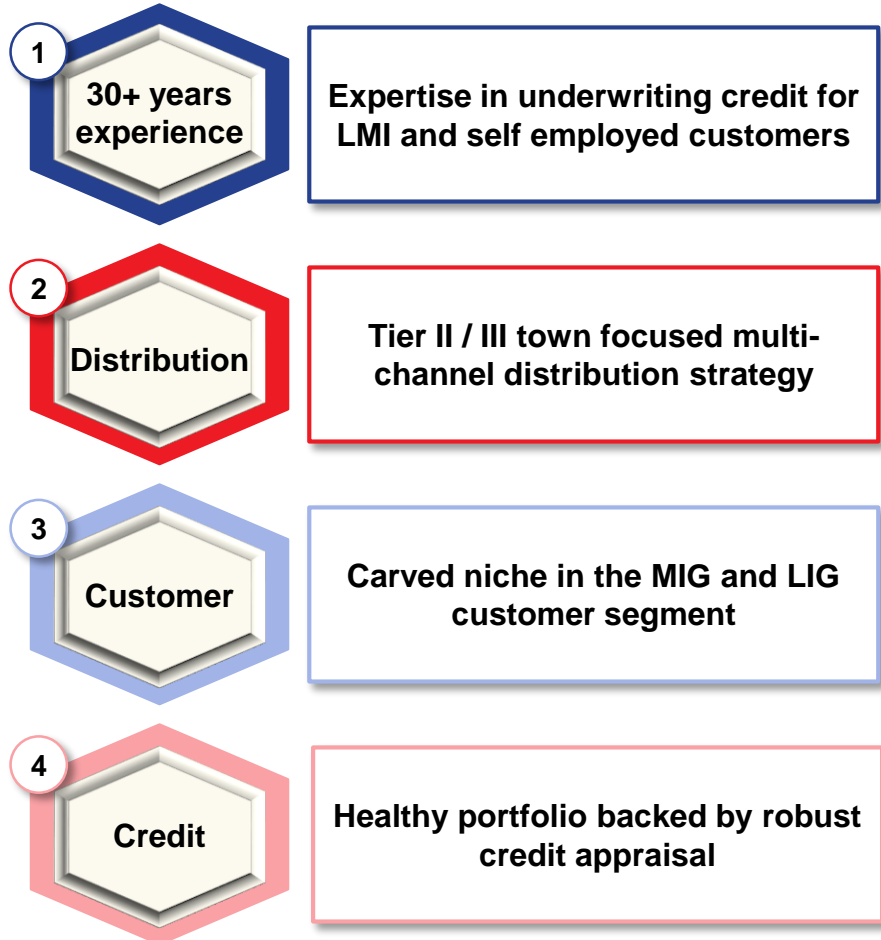 1
30+ years
experience
Expertise in underwriting credit for
LMI and self employed customers
2
Distribution
Tier II / III town focused multi-
channel distribution strategy
3
Customer
Carved niche in the MIG and LIG
customer segment
4
Credit
Healthy portfolio backed by robust
credit appraisal